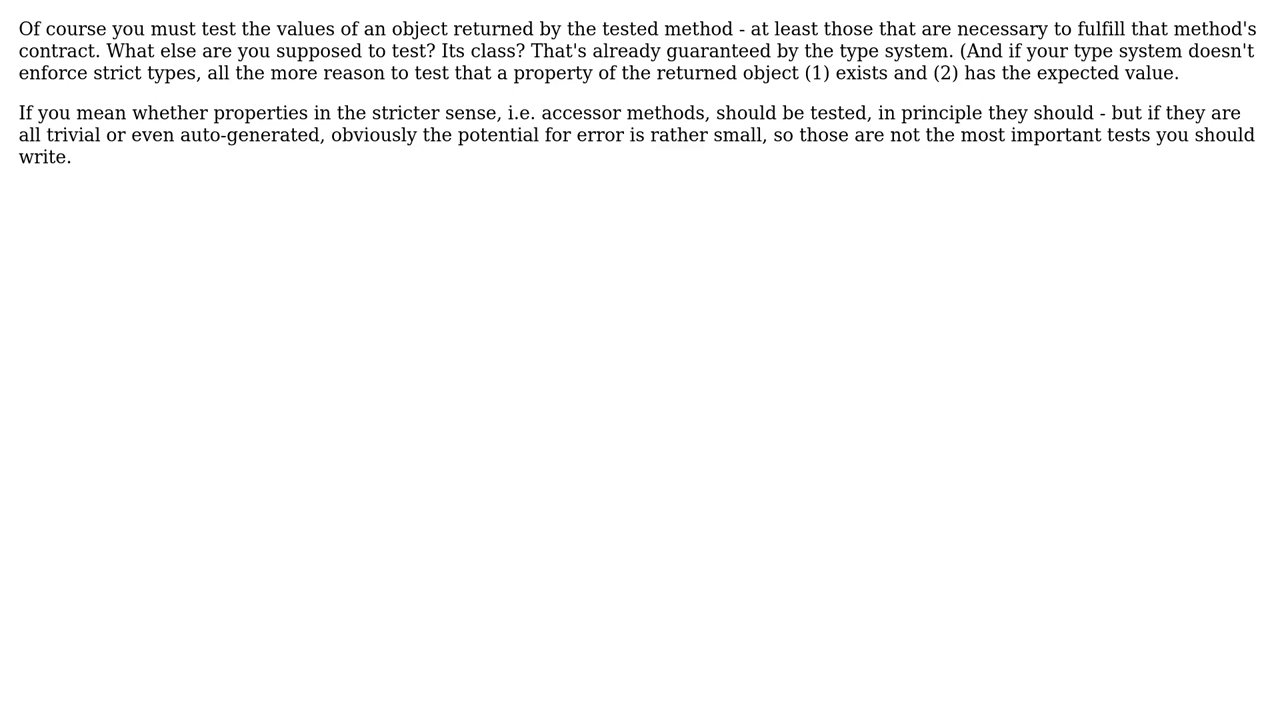 Of course you must test the values of an object returned by the tested method - at least those that are necessary to fulfill that method's
contract. What else are you supposed to test? Its class? That's already guaranteed by the type system. (And if your type system doesn't
enforce strict types, all the more reason to test that a property of the returned object (1) exists and (2) has the expected value.
If you mean whether properties in the stricter sense, i.e. accessor methods, should be tested, in principle they should - but if they are
all trivial or even auto-generated, obviously the potential for error is rather small, so those are not the most important tests you should
write.